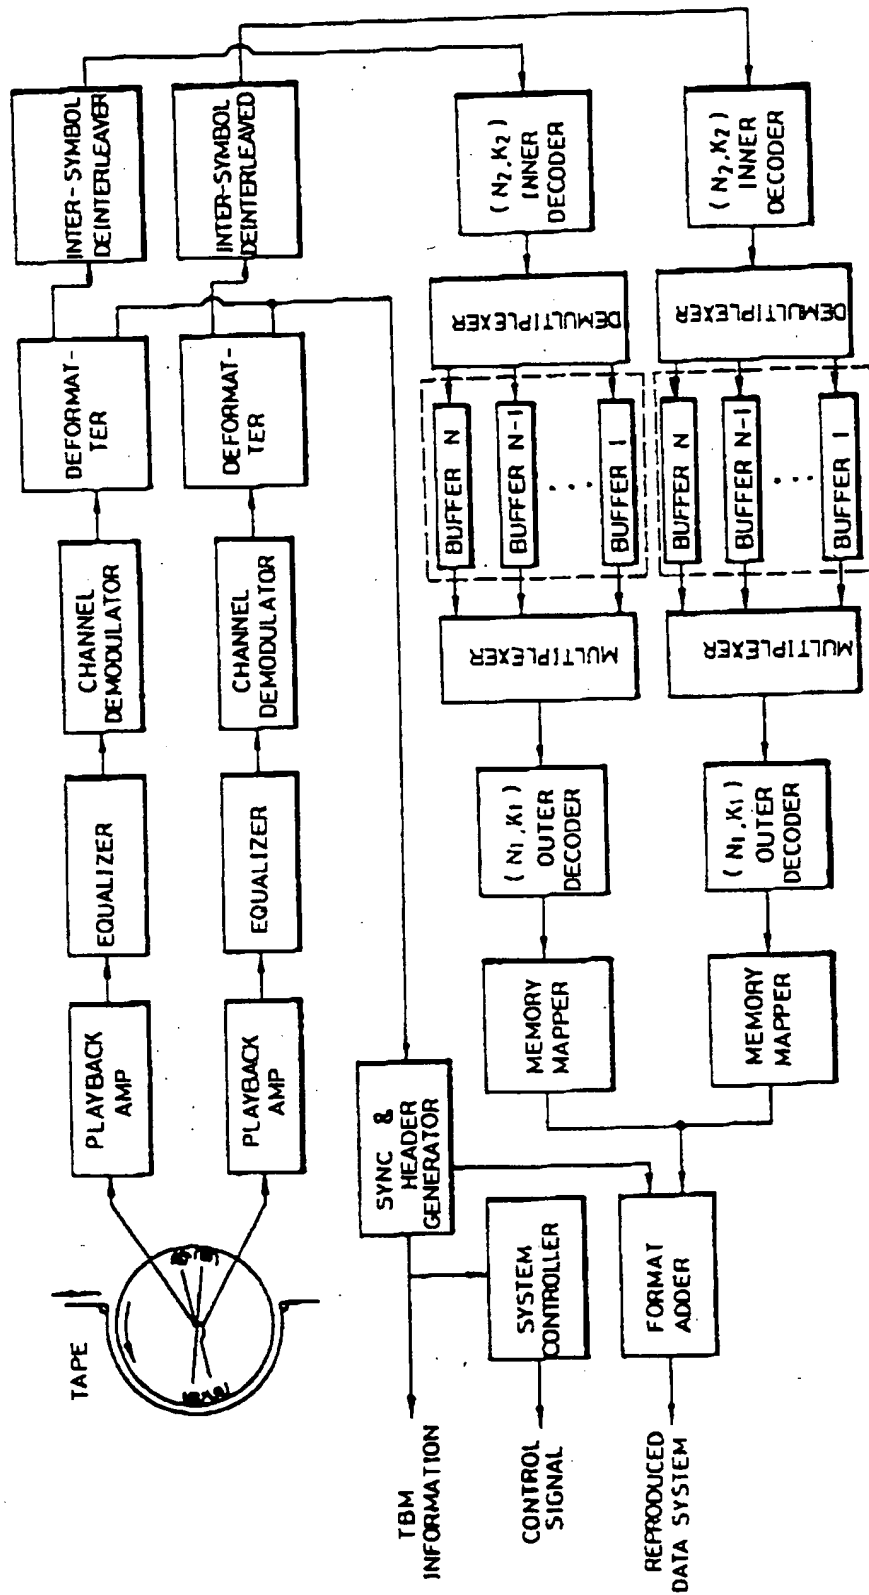 TAPE
PLAYBACK
AMP
EQUALIZER
CHANNEL
DEMODULATOR
DEFORMAT-
TER
INTER-SYMBOL
DEINTERLEAVER
PLAYBACK
AMP
EQUALIZER
CHANNEL
DEMODULATOR
DEFORMAT-
TER
INTER-SYMBOL
DEINTERLEAVED
TBM
INFORMATION
SYNC &
HEADER
GENERATOR
CONTROL
SIGNAL
SYSTEM
CONTROLLER
REPRODUCED
DATA SYSTEM
FORMAT
ADDER
MEMORY
MAPPER
(N1,K1)
OUTER
DECODER
MULTIPLEXER
BUFFER N
BUFFER N-1
...
BUFFER 1
DEMULTIPLEXER
(N2,K2)
INNER
DECODER
MEMORY
MAPPER
(N1,K1)
OUTER
DECODER
MULTIPLEXER
BUFFER N
BUFFER N-1
...
BUFFER 1
DEMULTIPLEXER
(N2,K2)
INNER
DECODER